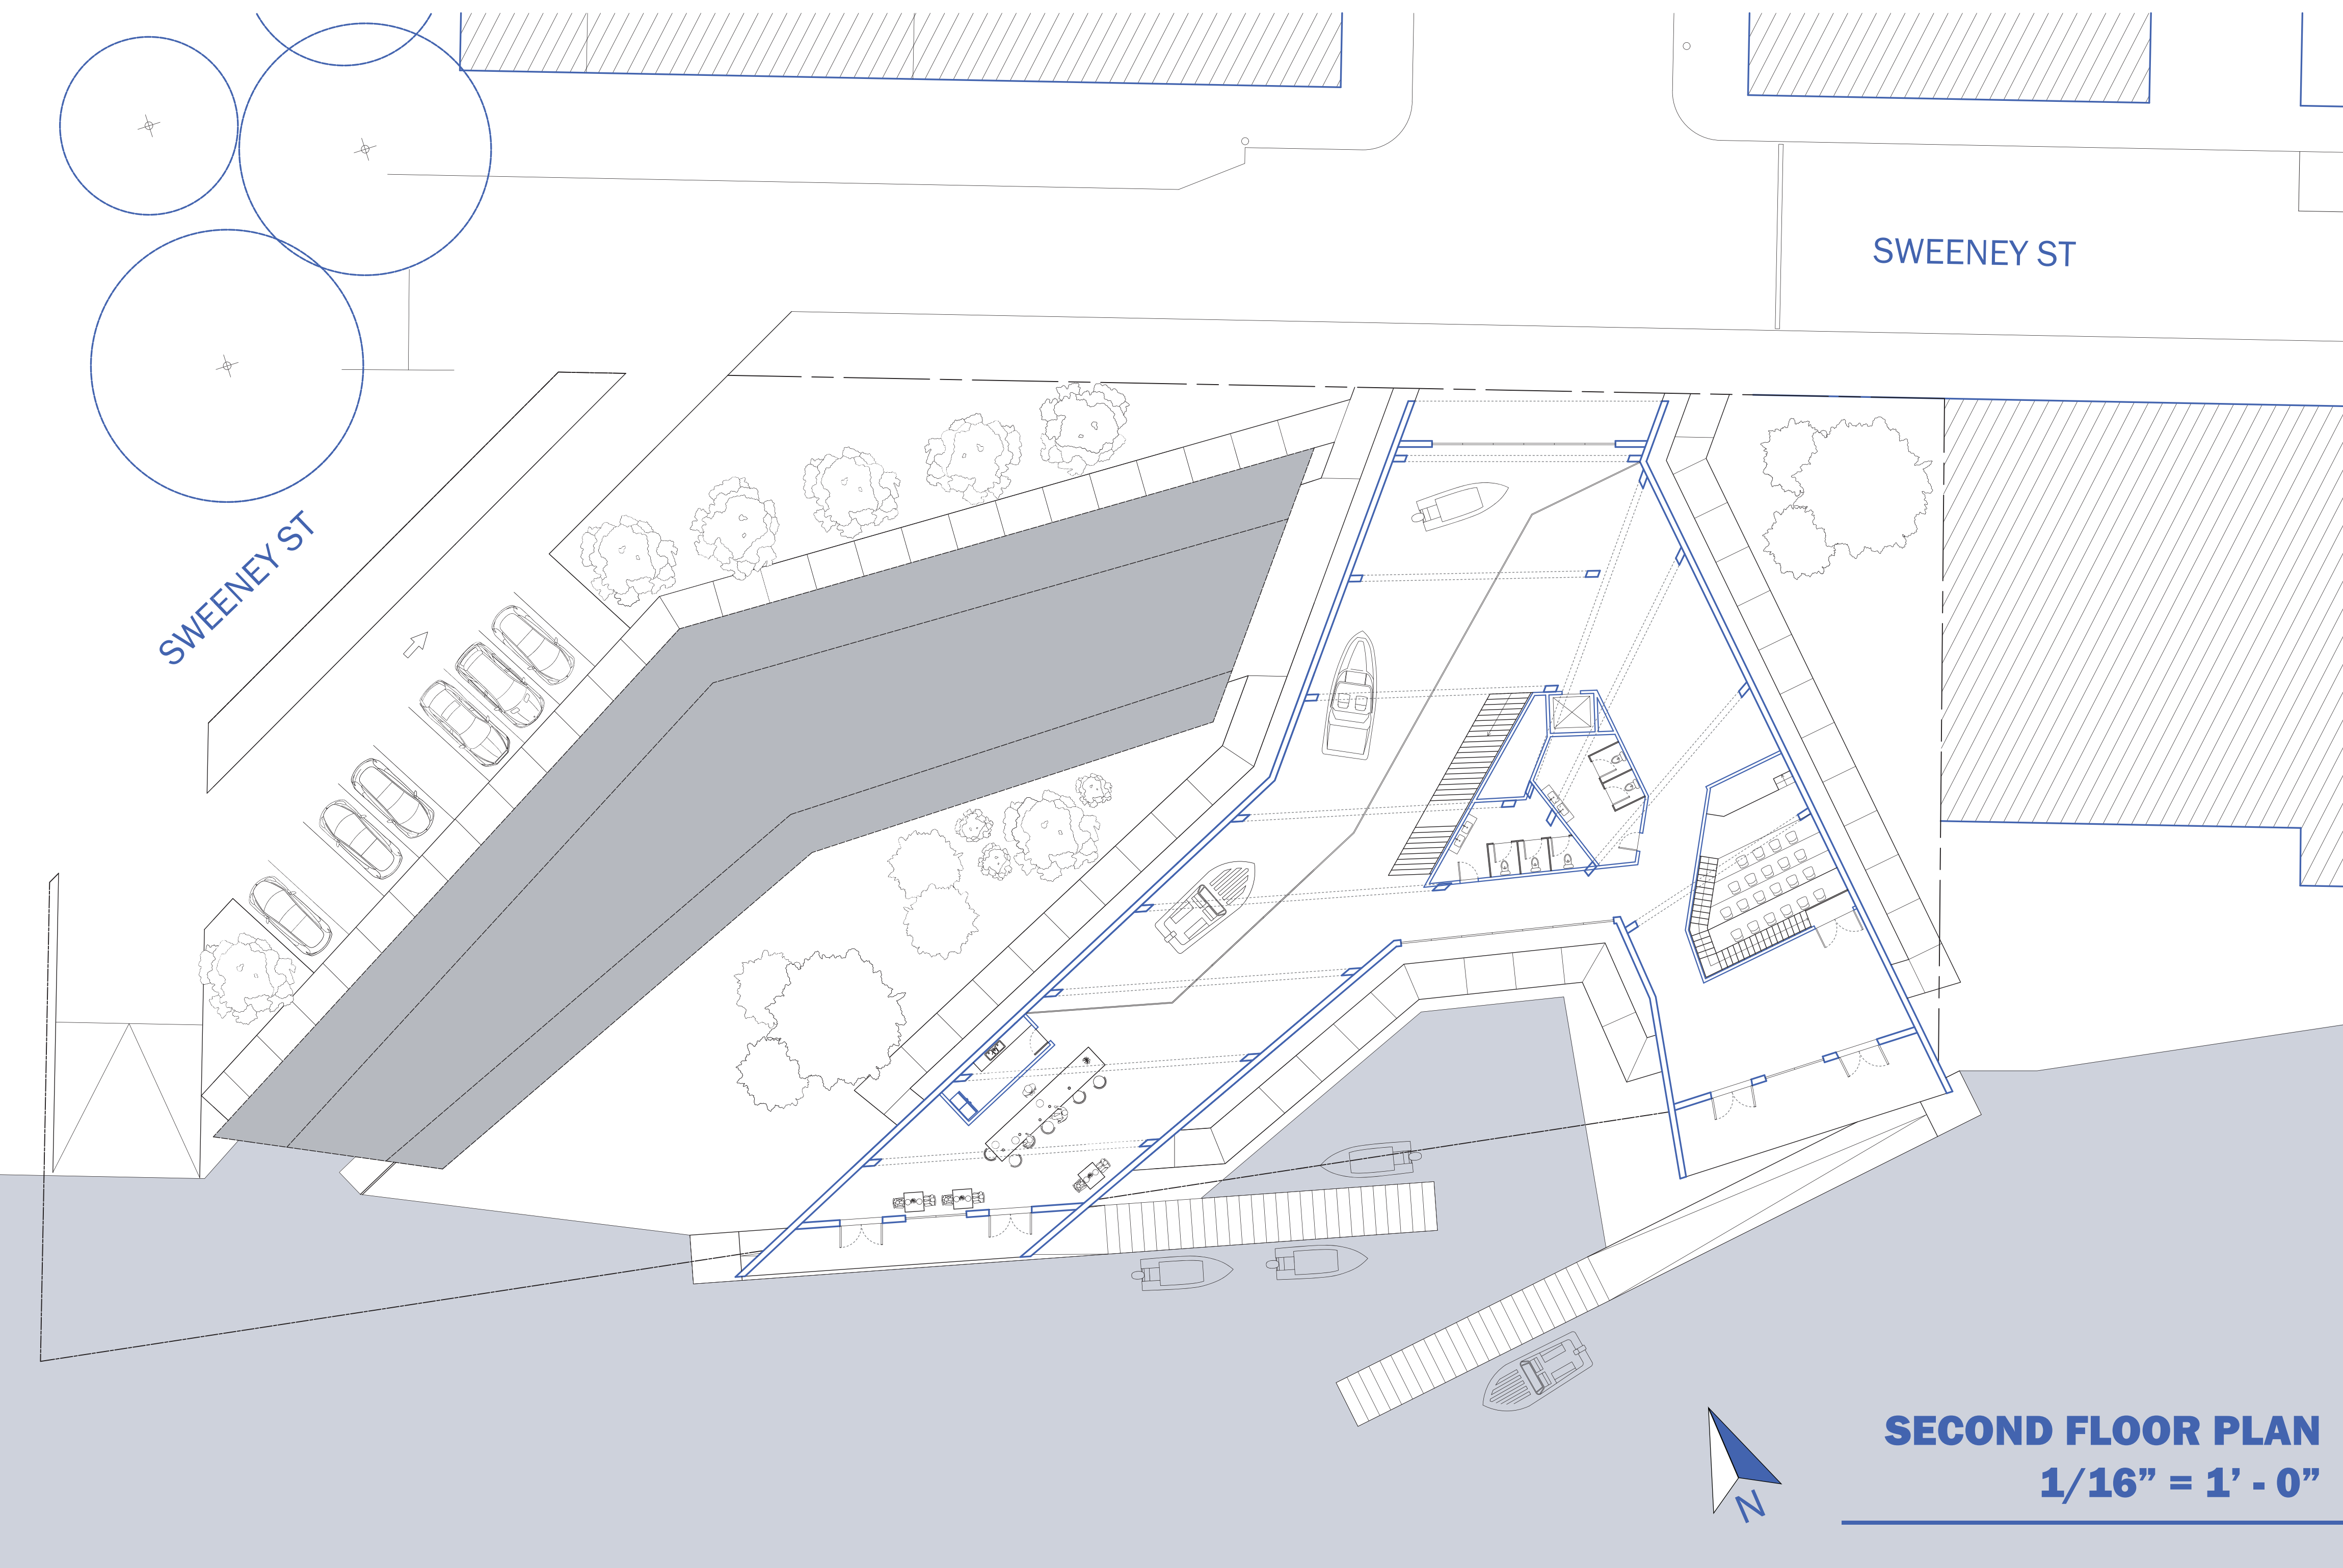 SWEENEY ST
SWEENEY ST
SECOND FLOOR PLAN
1/16” = 1’ - 0”
N